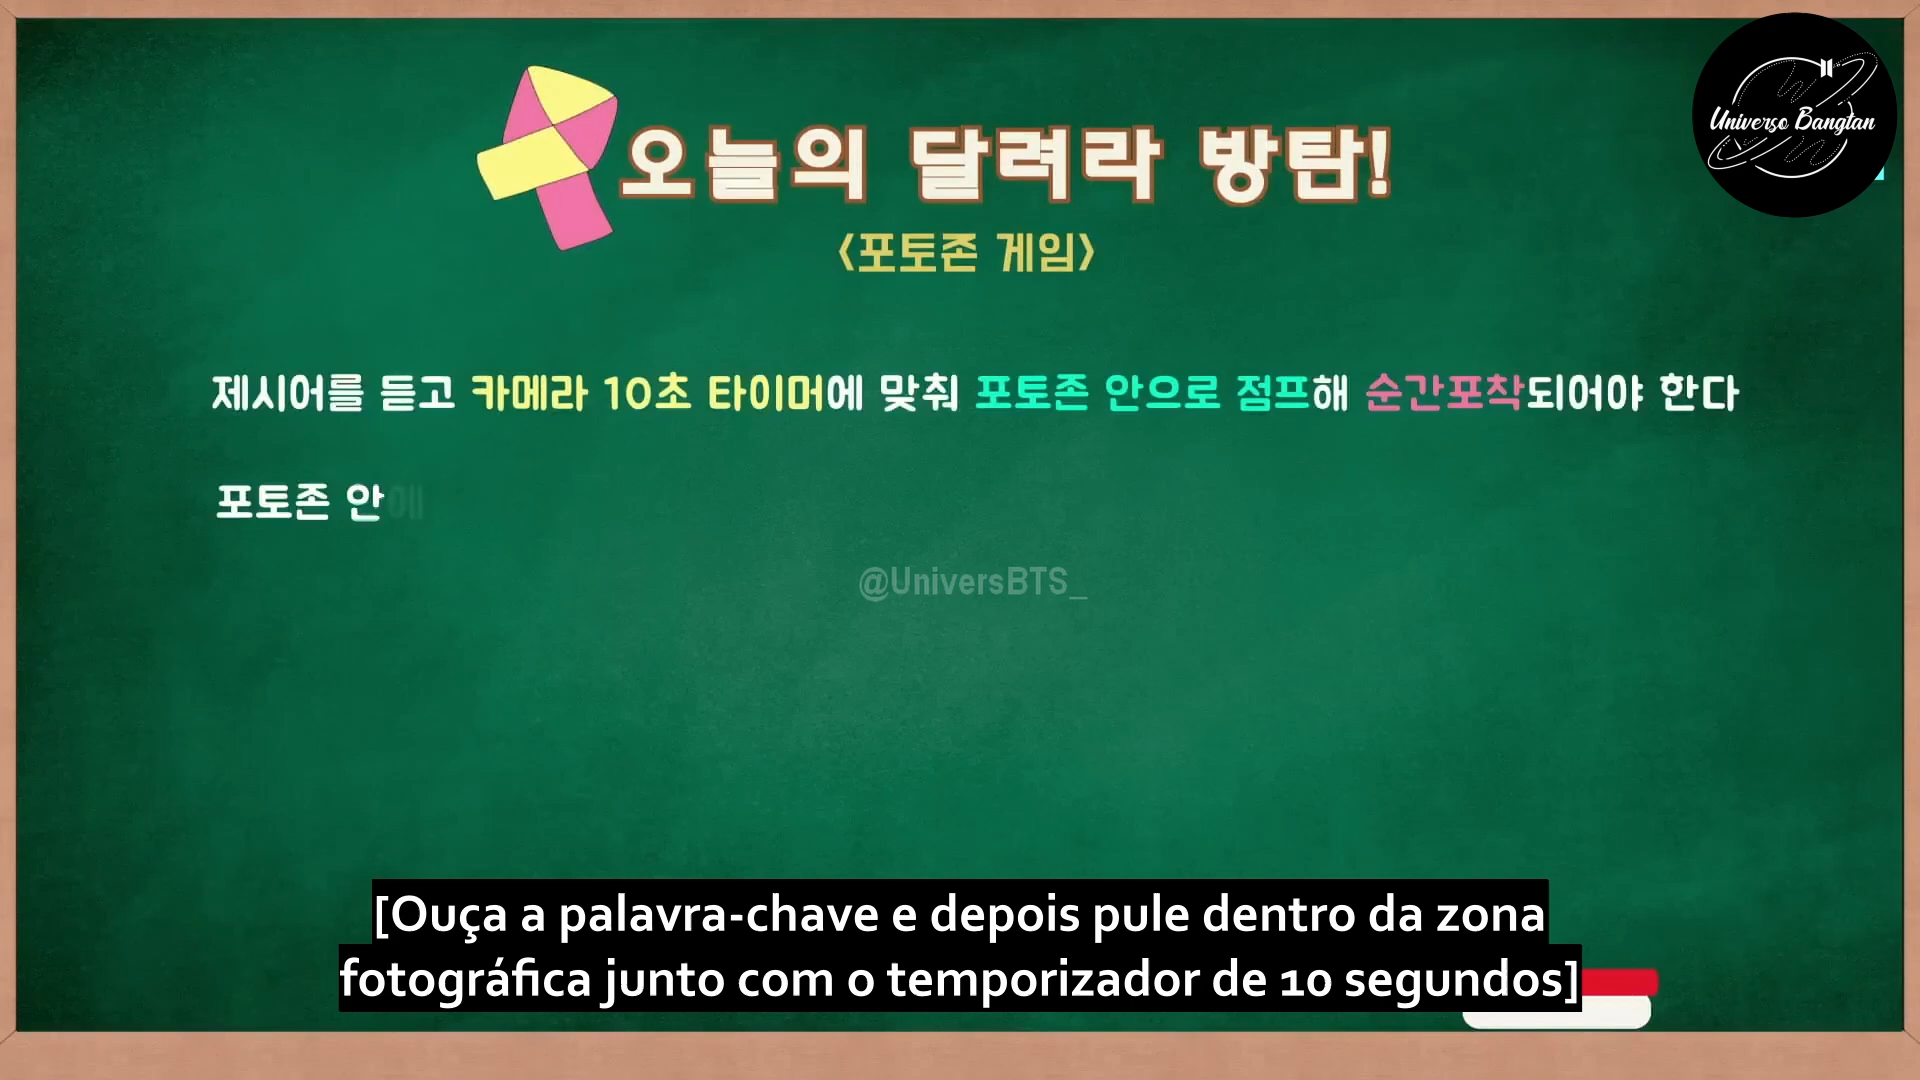 Universo Bangtan
오늘의 달려라 방탄!
<포토존 게임>
제시어를 듣고 카메라 10초 타이머에 맞춰 포토존 안으로 점프해 순간포착되어야 한다
포토존 안에
@UniversBTS_
[Ouça a palavra-chave e depois pule dentro da zona
fotográfica junto com o temporizador de 10 segundos]